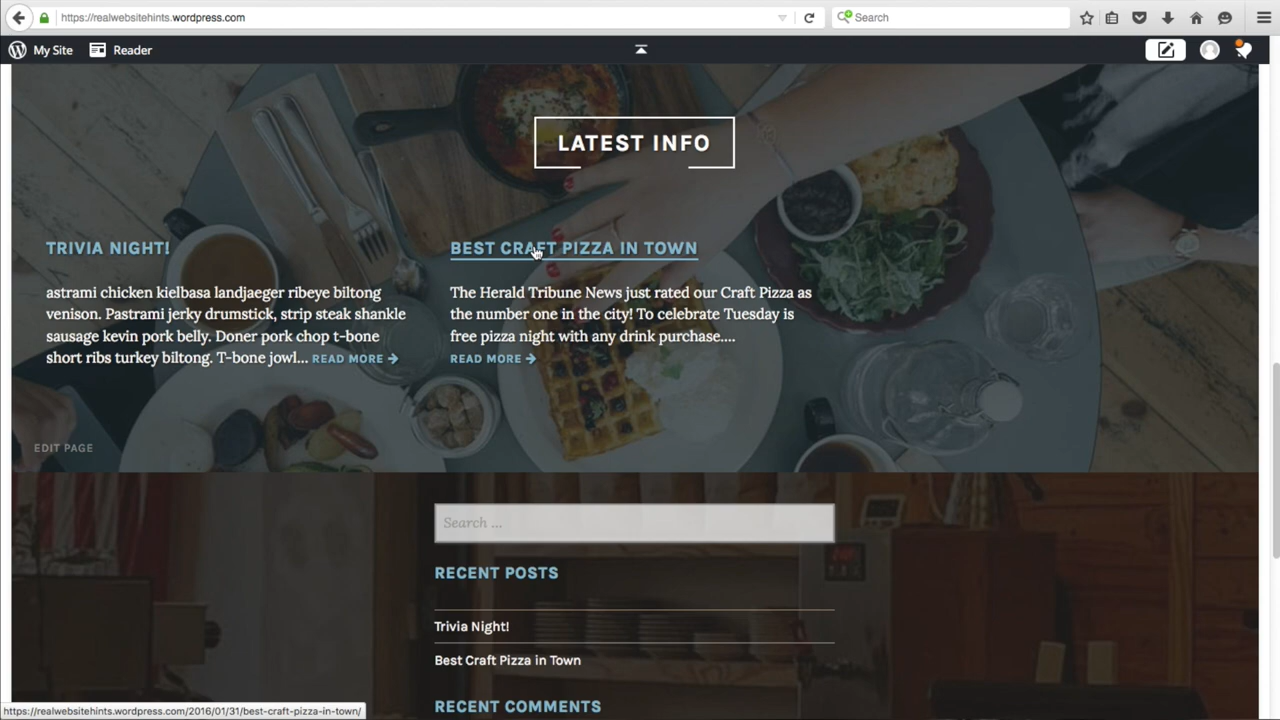 https://realwebsitehints.wordpress.com
Search
My Site
Reader
LATEST INFO
TRIVIA NIGHT!
astrami chicken kielbasa landjaeger ribeye biltong
venison. Pastrami jerky drumstick, strip steak shankle
sausage kevin pork belly. Doner pork chop t-bone
short ribs turkey biltong. T-bone jowl... READ MORE →
BEST CRAFT PIZZA IN TOWN
The Herald Tribune News just rated our Craft Pizza as
the number one in the city! To celebrate Tuesday is
free pizza night with any drink purchase....
READ MORE →
EDIT PAGE
Search ...
RECENT POSTS
Trivia Night!
Best Craft Pizza in Town
RECENT COMMENTS
https://realwebsitehints.wordpress.com/2016/01/31/best-craft-pizza-in-town/